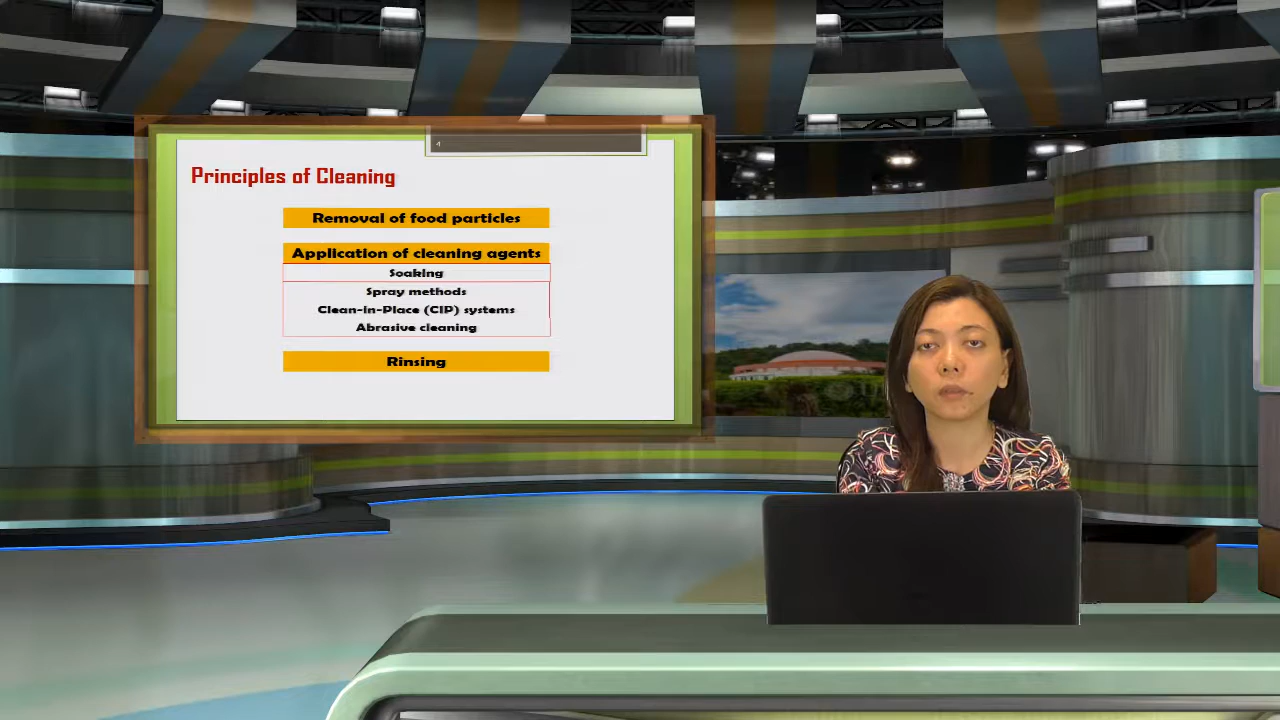 4
Principles of Cleaning
Removal of food particles
Application of cleaning agents
Soaking
Spray methods
Clean-In-Place (CIP) systems
Abrasive cleaning
Rinsing